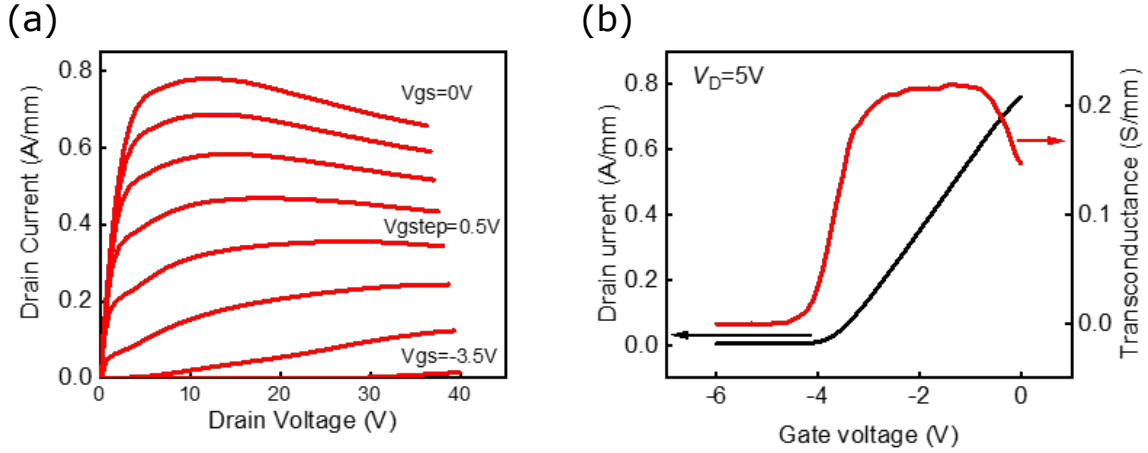 (a)
(b)
0.8
0.6
0.4
0.2
0.0
Drain Current (A/mm)
Vgs=0V
Vgstep=0.5V
Vgs=-3.5V
0
10
20
30
40
Drain Voltage (V)
0.8
0.6
0.4
0.2
0.0
Drain urrent (A/mm)
VD=5V
0.2
0.1
0.0
Transconductance (S/mm)
-6
-4
-2
0
Gate voltage (V)